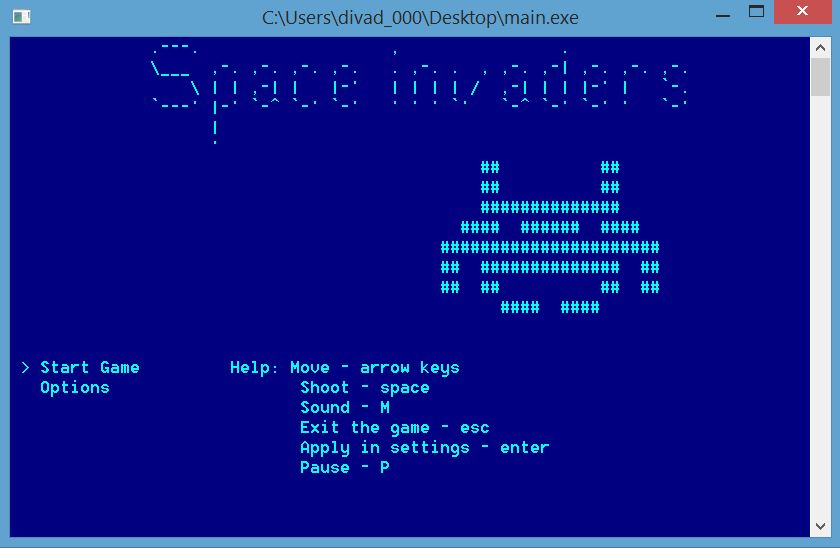 C:\Users\divad_000\Desktop\main.exe
Space invaders
> Start Game Help: Move - arrow keys
Options Shoot - space
Sound - M
Exit the game - esc
Apply in settings - enter
Pause - P